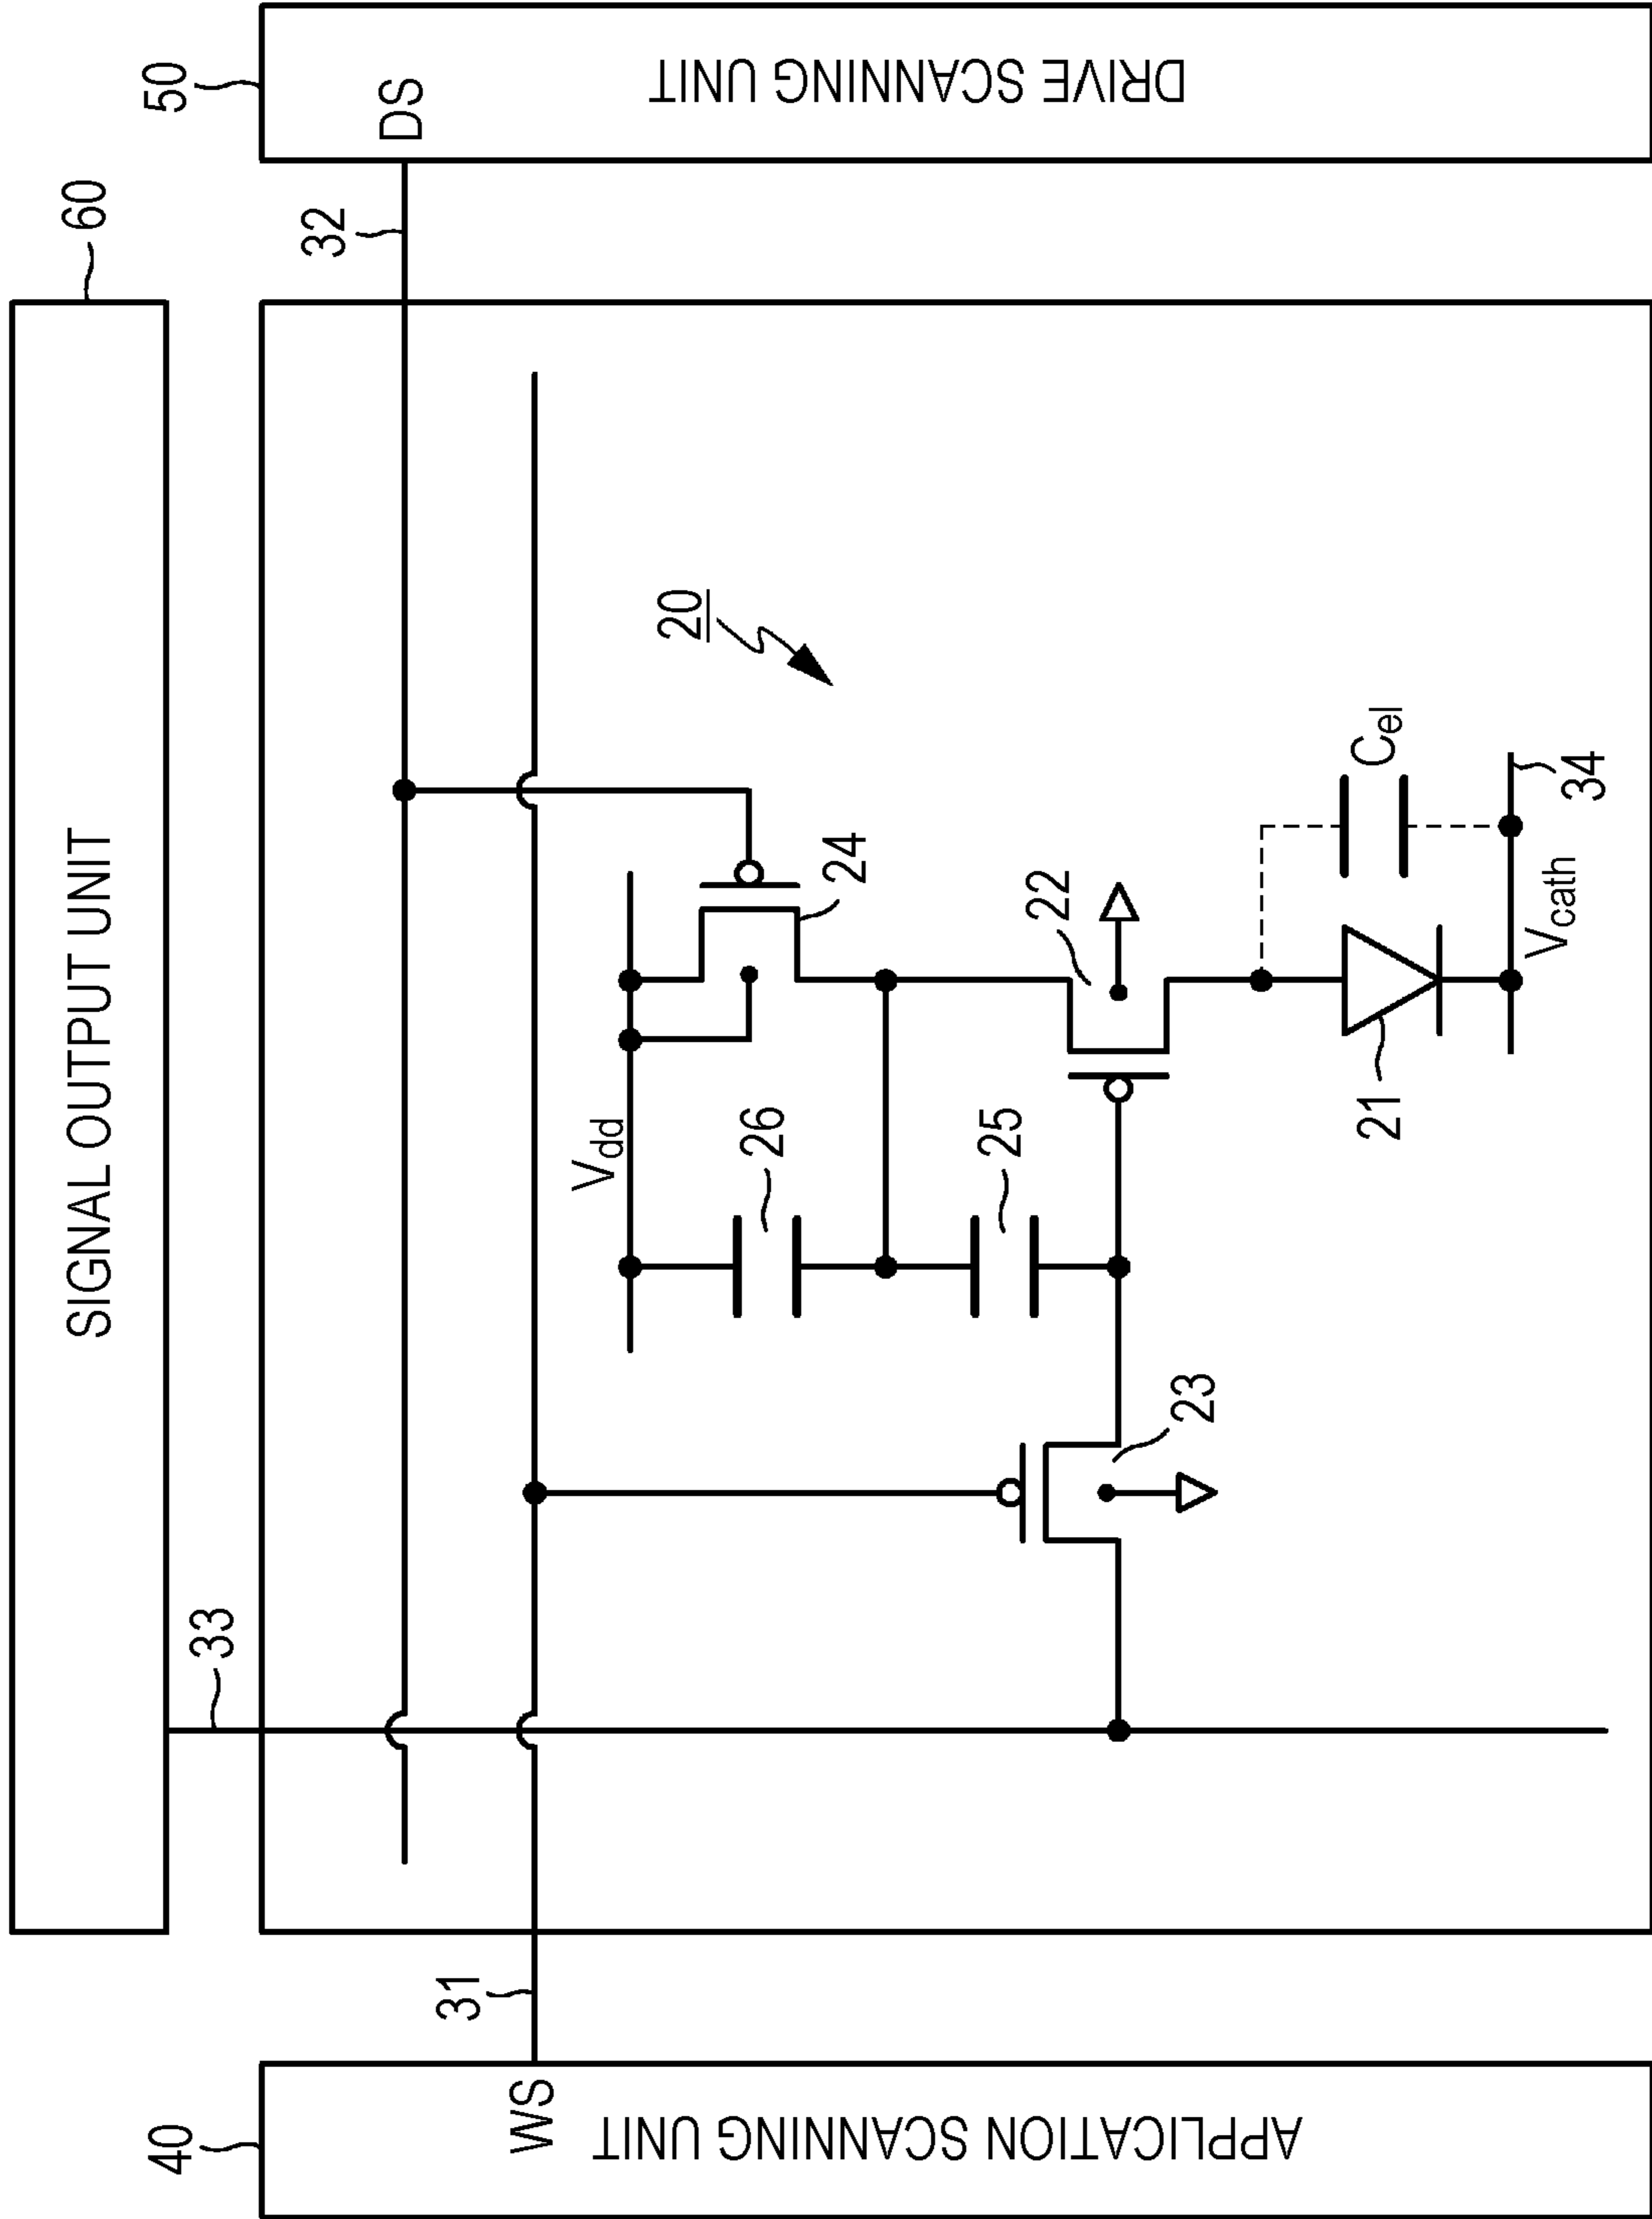 SIGNAL OUTPUT UNIT
60
50
DRIVE SCANNING UNIT
DS
32
33
40
APPLICATION SCANNING UNIT
WS
31
20
Vdd
24
26
25
22
23
21
Cel
Vcath
34